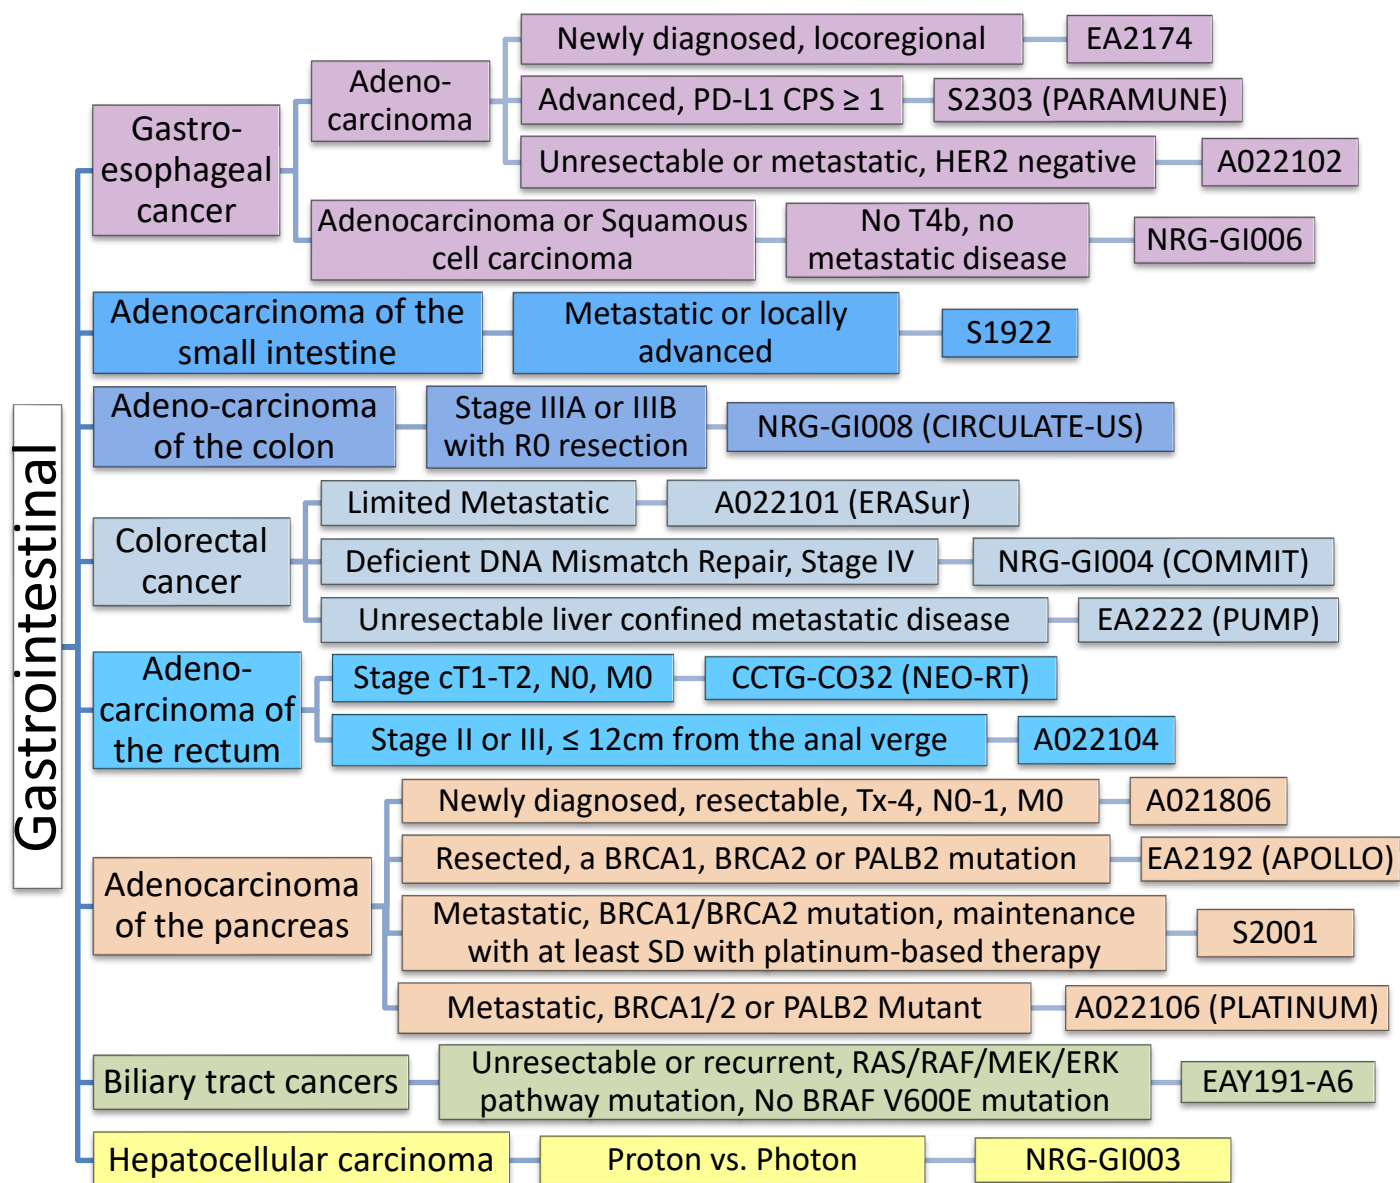 Gastrointestinal
Gastro-
esophageal
cancer
Adeno-
carcinoma
Newly diagnosed, locoregional
EA2174
Advanced, PD-L1 CPS ≥ 1
S2303 (PARAMUNE)
Unresectable or metastatic, HER2 negative
A022102
Adenocarcinoma or Squamous
cell carcinoma
No T4b, no
metastatic disease
NRG-GI006
Adenocarcinoma of the
small intestine
Metastatic or locally
advanced
S1922
Adeno-carcinoma
of the colon
Stage IIIA or IIIB
with R0 resection
NRG-GI008 (CIRCULATE-US)
Colorectal
cancer
Limited Metastatic
A022101 (ERASur)
Deficient DNA Mismatch Repair, Stage IV
NRG-GI004 (COMMIT)
Unresectable liver confined metastatic disease
EA2222 (PUMP)
Adeno-
carcinoma of
the rectum
Stage cT1-T2, N0, M0
CCTG-CO32 (NEO-RT)
Stage II or III, ≤ 12cm from the anal verge
A022104
Adenocarcinoma
of the pancreas
Newly diagnosed, resectable, Tx-4, N0-1, M0
A021806
Resected, a BRCA1, BRCA2 or PALB2 mutation
EA2192 (APOLLO)
Metastatic, BRCA1/BRCA2 mutation, maintenance
with at least SD with platinum-based therapy
S2001
Metastatic, BRCA1/2 or PALB2 Mutant
A022106 (PLATINUM)
Biliary tract cancers
Unresectable or recurrent, RAS/RAF/MEK/ERK
pathway mutation, No BRAF V600E mutation
EAY191-A6
Hepatocellular carcinoma
Proton vs. Photon
NRG-GI003